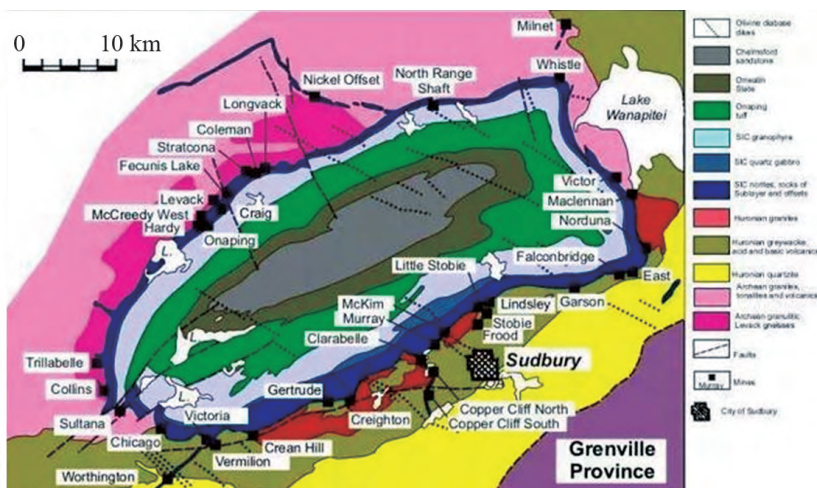 0 10 km
Milnet
Whistle
Nickel Offset
North Range
Shaft
Longvack
Coleman
Stratcona
Fecunis Lake
Levack
McCreedy West
Hardy
Craig
Onaping
L.
Lake
Wanapitei
Victor
Maclennan
Norduna
Falconbridge
East
Garson
Little Stobie
Lindsley
Stobie
Frood
McKim
Murray
Clarabelle
L.
Sudbury
Trillabelle
Collins
L.
Sultana
Victoria
Gertrude
Creighton
Copper Cliff North
Copper Cliff South
Chicago
Crean Hill
Vermilion
Worthington
Grenville
Province
Olivine diabase
dikes
Chelmsford
sandstone
Onwatin
Slate
Onaping
tuff
SIC granophyre
SIC quartz gabbro
SIC norites, rocks of
Sublayer and offsets
Huronian granites
Huronian greywacke,
acid and basic volcanics
Huronian quartzite
Archean granites,
tonalites and volcanics
Archean granulitic
Levack gneisses
Faults
Murray
Mines
City of Sudbury